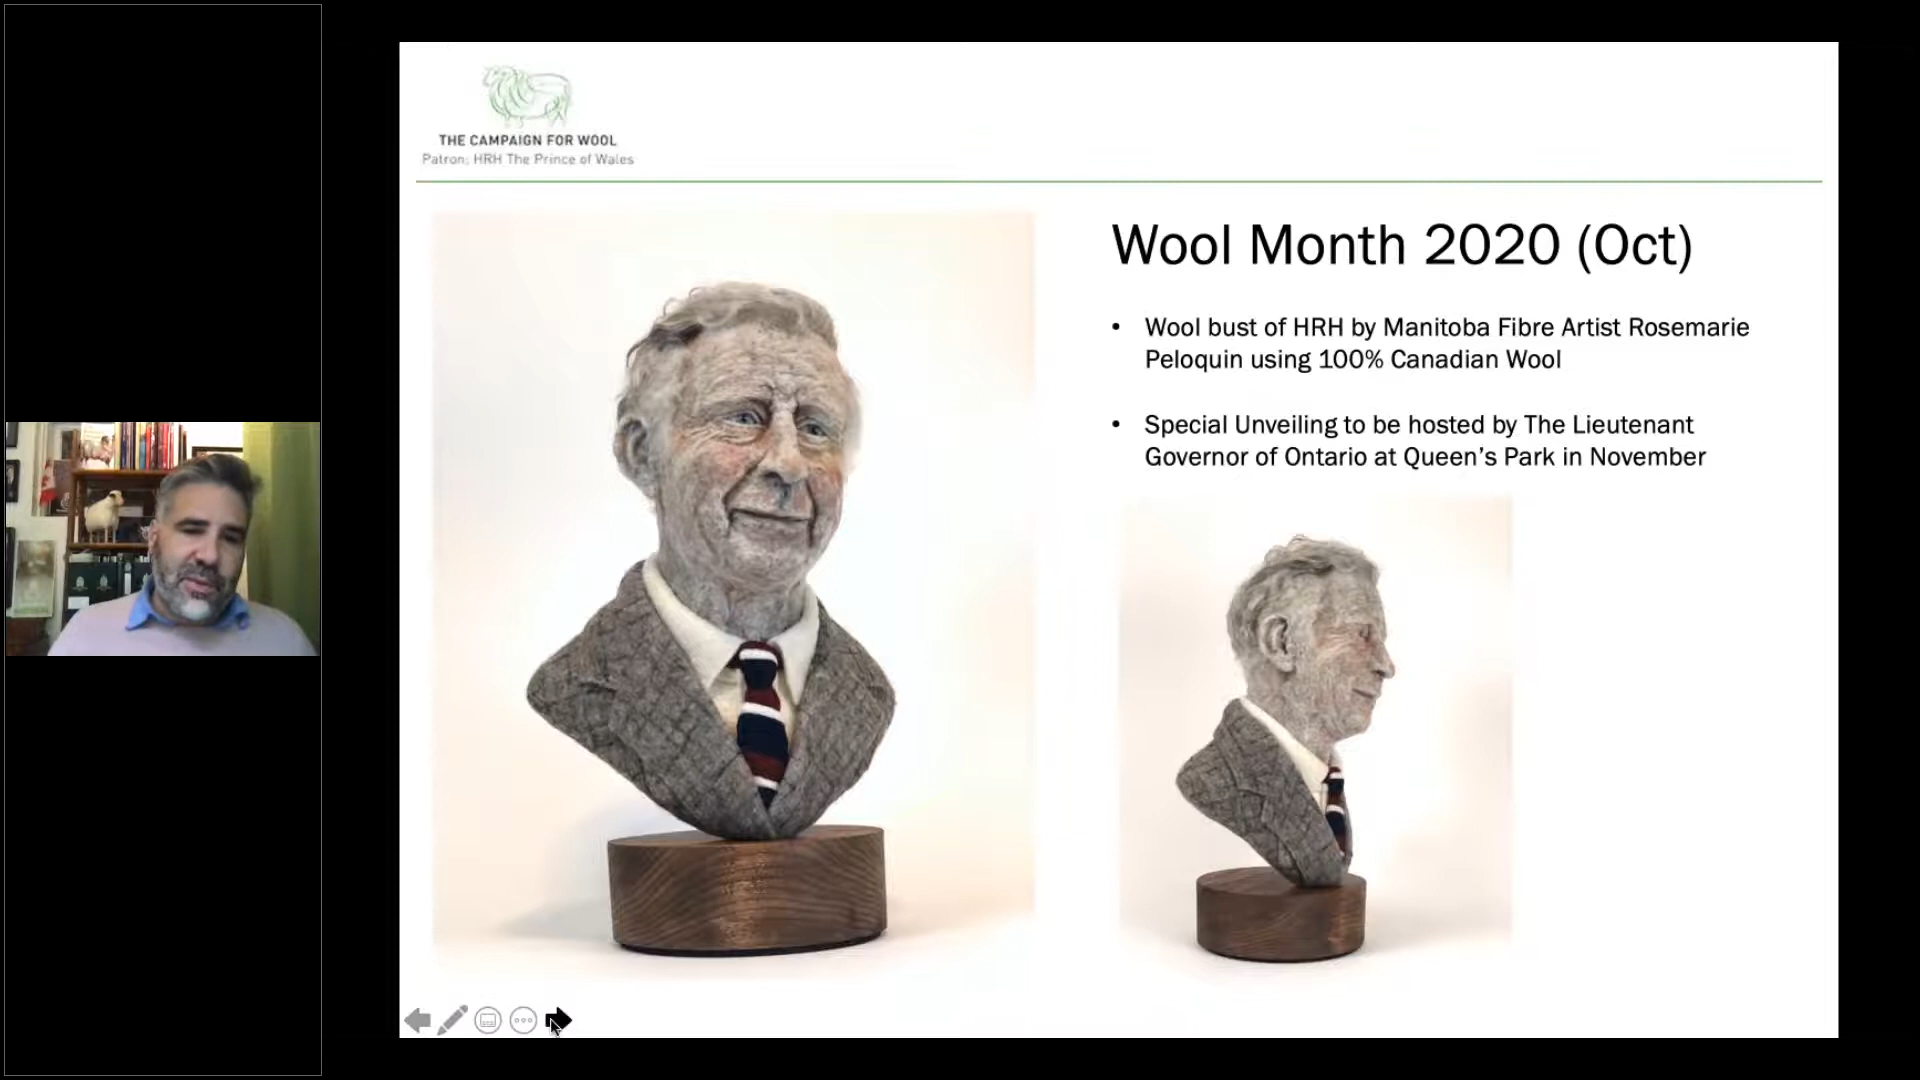 THE CAMPAIGN FOR WOOL
Patron: HRH The Prince of Wales
Wool Month 2020 (Oct)
• Wool bust of HRH by Manitoba Fibre Artist Rosemarie
Peloquin using 100% Canadian Wool
• Special Unveiling to be hosted by The Lieutenant
Governor of Ontario at Queen's Park in November